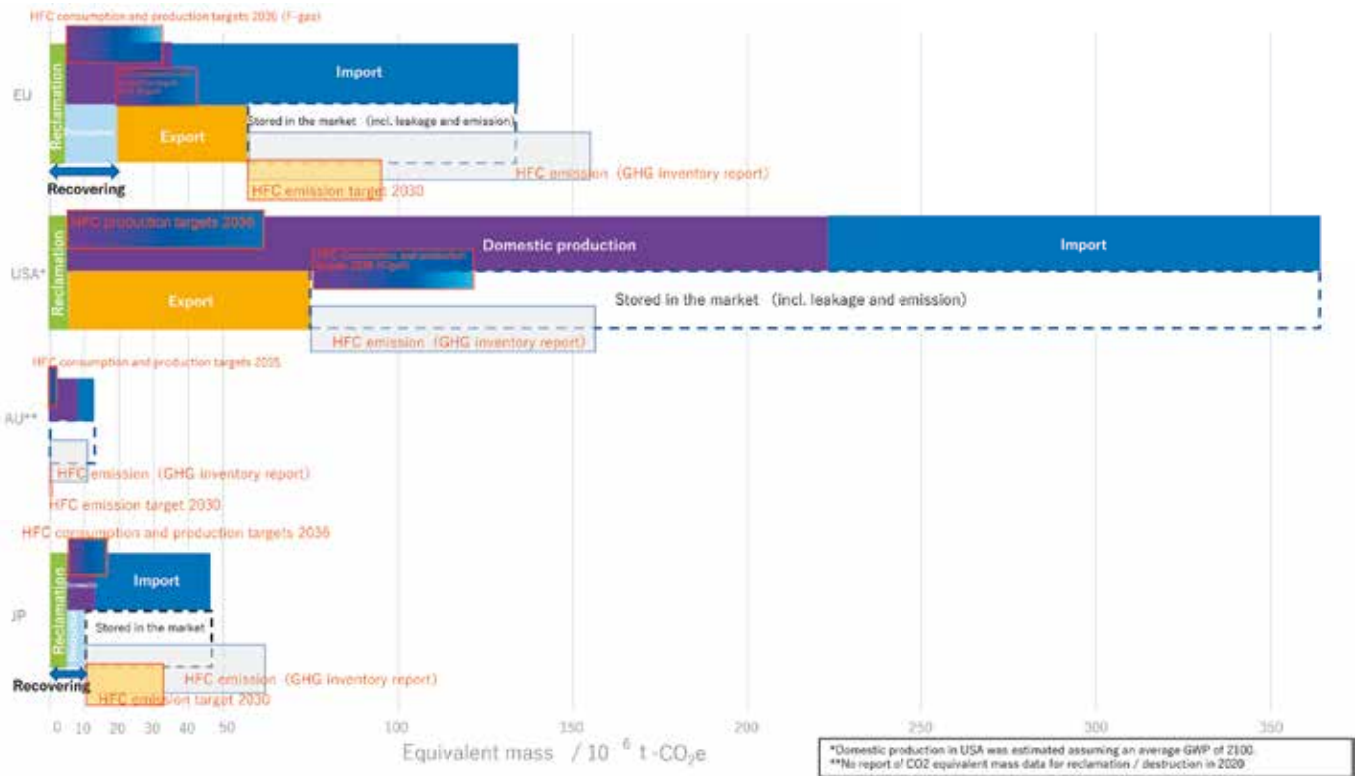 HFC consumption and production targets 2036 (F-gas)
EU
Reclamation
Import
Export
Stored in the market (incl. leakage and emission)
Recovering
HFC emission (GHG inventory report)
HFC emission target 2030
USA*
Reclamation
HFC production targets 2036
Domestic production
Import
HFC Consumption and production
Export
Stored in the market (incl. leakage and emission)
HFC emission (GHG inventory report)
HFC consumption and production targets 2035
AU**
HFC emission (GHG inventory report)
HFC emission target 2030
HFC consumption and production targets 2036
JP
Reclamation
Import
Stored in the market
Recovering
HFC emission (GHG inventory report)
HFC emission target 2030
0 10 20 30 40 50 100 150 200 250 300 350
Equivalent mass / 10⁻⁶ t-CO₂e
*Domestic production in USA was estimated assuming an average GWP of 2100.
**No report of CO2 equivalent mass data for reclamation / destruction in 2020